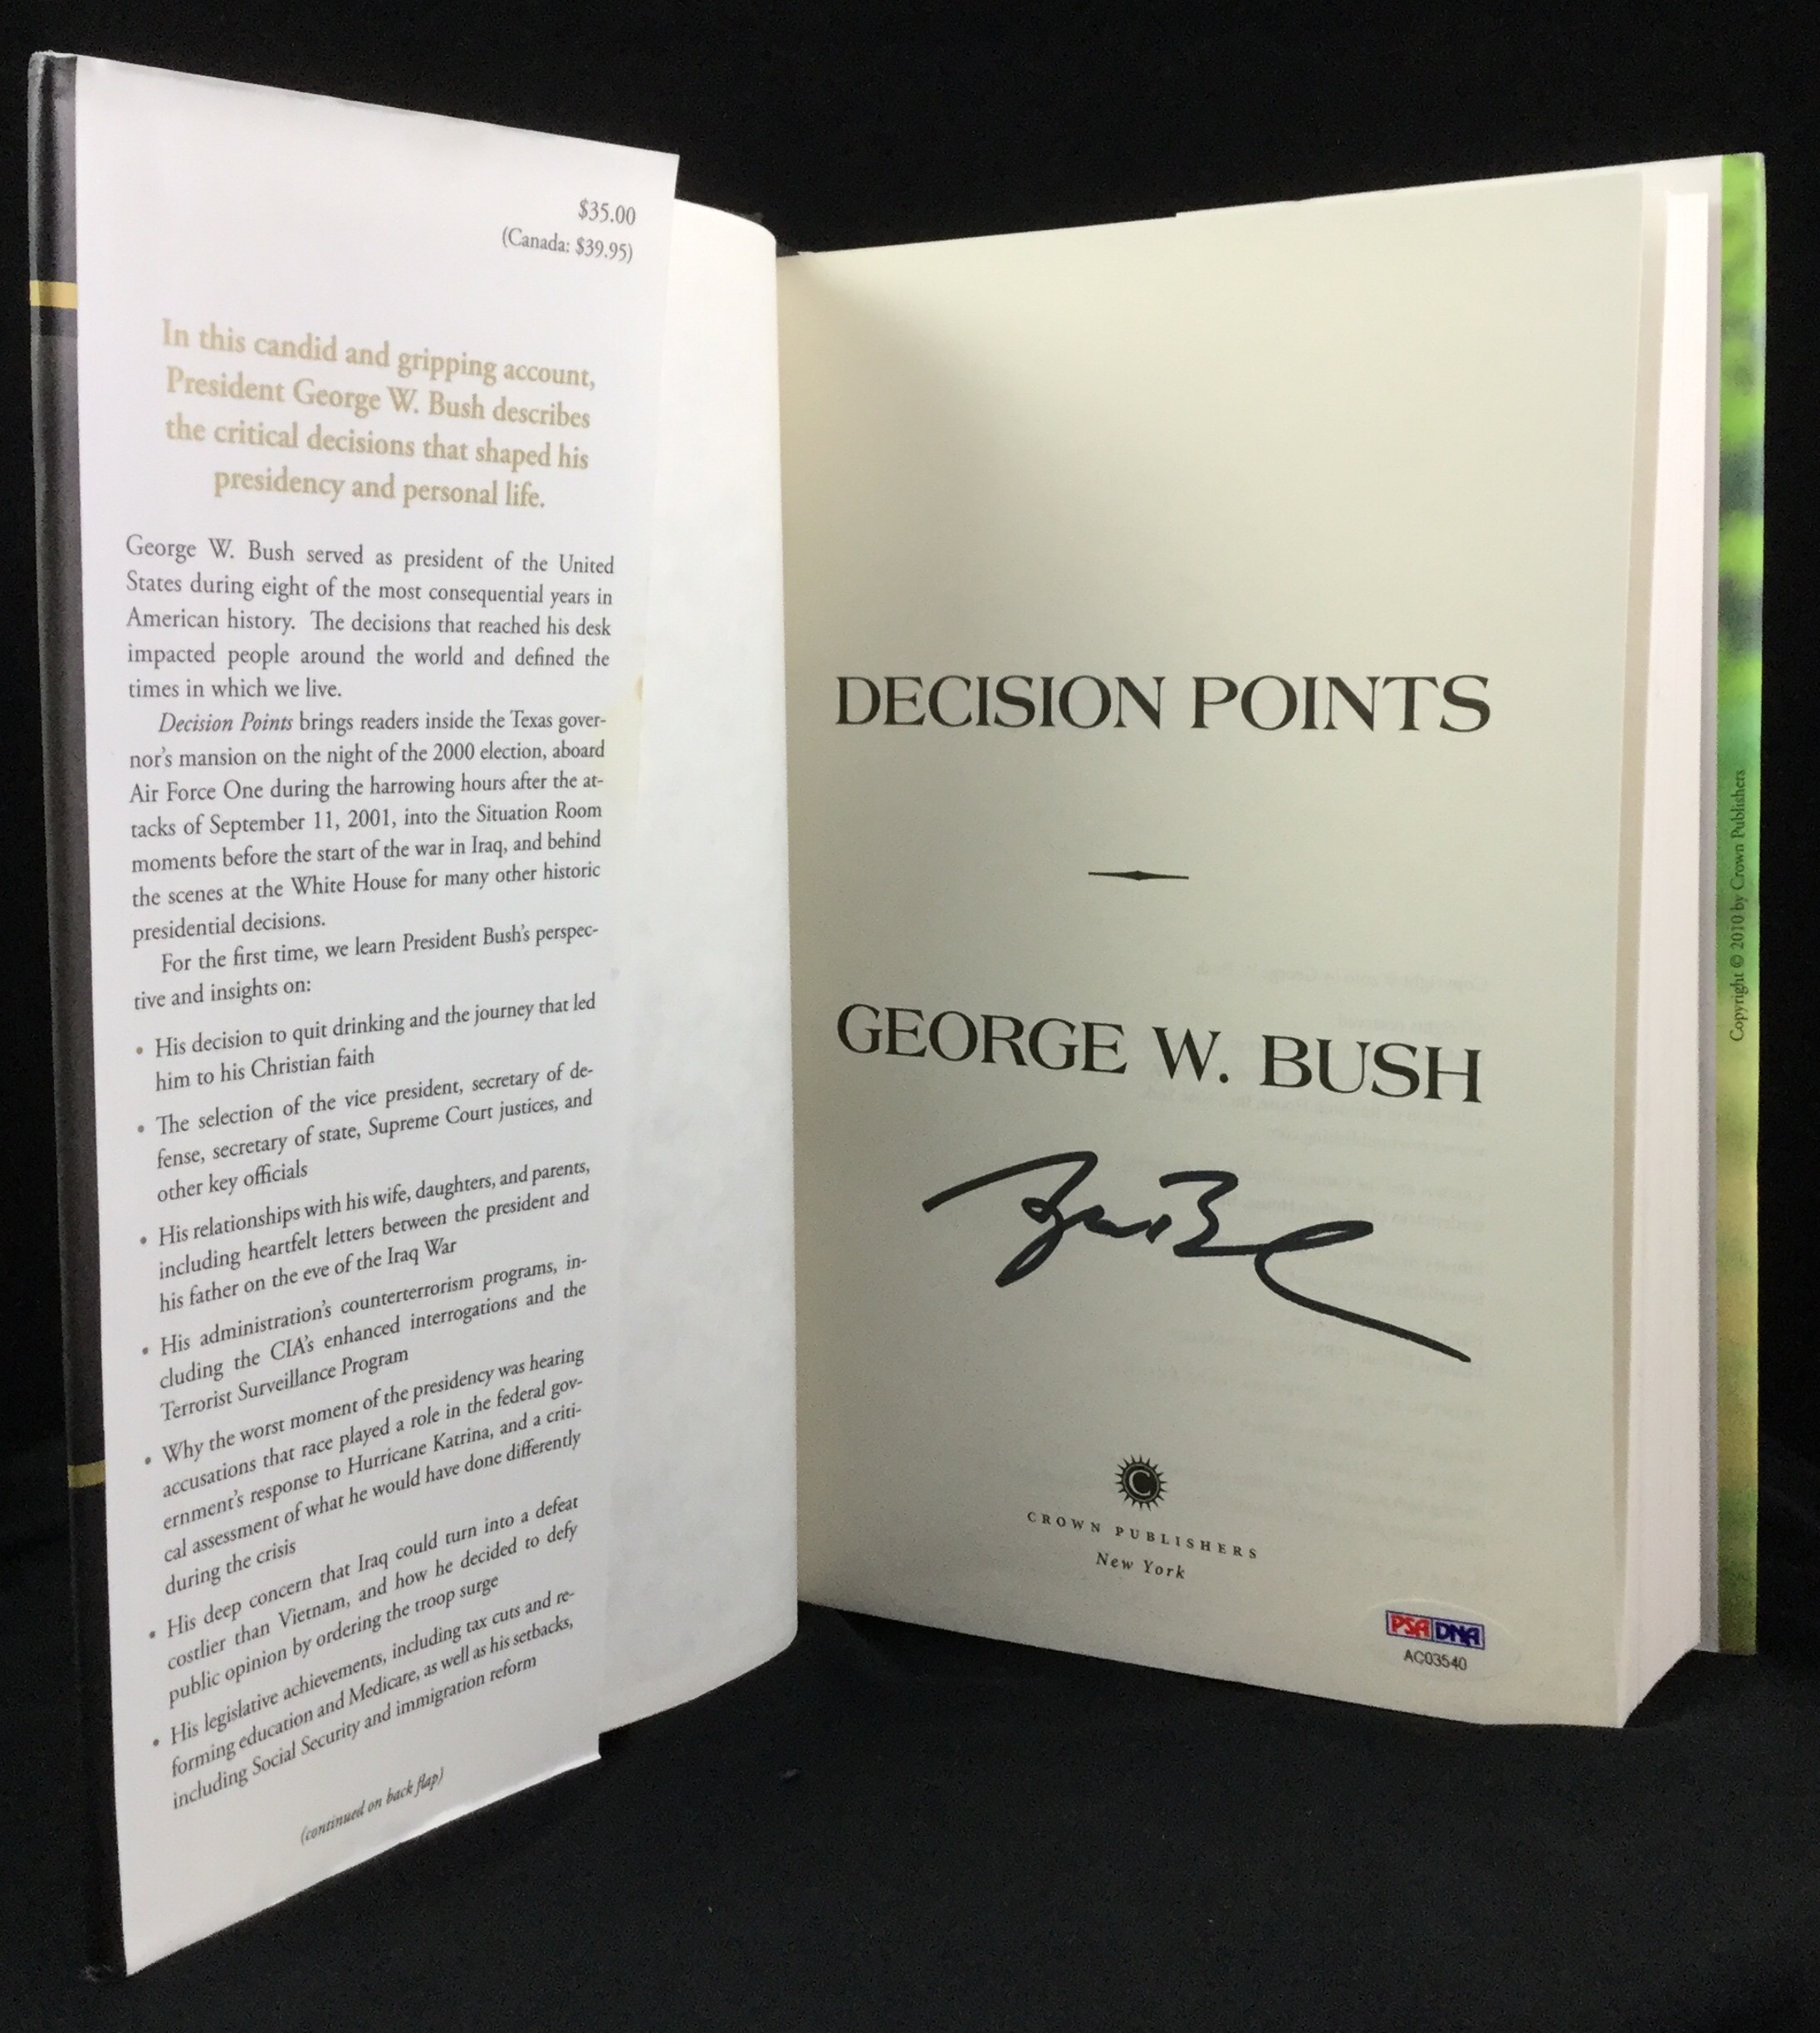 $35.00
(Canada: $39.95)
In this candid and gripping account,
President George W. Bush describes
the critical decisions that shaped his
presidency and personal life.
George W. Bush served as president of the United
States during eight of the most consequential years in
American history. The decisions that reached his desk
impacted people around the world and defined the
times in which we live.
Decision Points brings readers inside the Texas gover-
nor's mansion on the night of the 2000 election, aboard
Air Force One during the harrowing hours after the at-
tacks of September 11, 2001, into the Situation Room
moments before the start of the war in Iraq, and behind
the scenes at the White House for many other historic
presidential decisions.
For the first time, we learn President Bush's perspec-
tive and insights on:
• His decision to quit drinking and the journey that led
him to his Christian faith
• The selection of the vice president, secretary of de-
fense, secretary of state, Supreme Court justices, and
other key officials
• His relationships with his wife, daughters, and parents,
including heartfelt letters between the president and
his father on the eve of the Iraq War
• His administration's counterterrorism programs, in-
cluding the CIA's enhanced interrogations and the
Terrorist Surveillance Program
• Why the worst moment of the presidency was hearing
accusations that race played a role in the federal gov-
ernment's response to Hurricane Katrina, and a criti-
cal assessment of what he would have done differently
during the crisis
• His deep concern that Iraq could turn into a defeat
costlier than Vietnam, and how he decided to defy
public opinion by ordering the troop surge
• His legislative achievements, including tax cuts and re-
forming education and Medicare, as well as his setbacks,
including Social Security and immigration reform
(continued on back flap)
DECISION POINTS
GEORGE W. BUSH
C
CROWN PUBLISHERS
New York
PSA DNA
AC03540
Copyright © 2010 by Crown Publishers